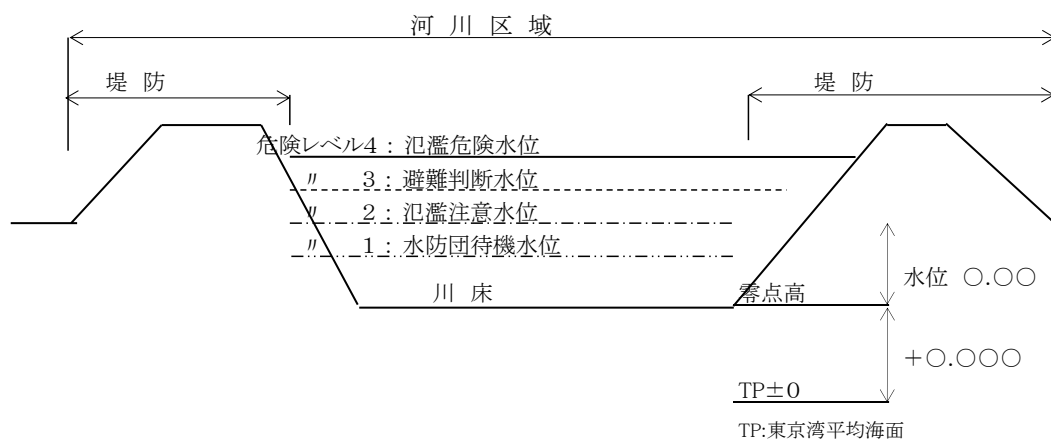 河 川 区 域
堤 防
堤 防
危険レベル4：氾濫危険水位
〃 3：避難判断水位
〃 2：氾濫注意水位
〃 1：水防団待機水位
川 床
零点高
水位 ○.○○
＋○.○○○
TP±0
TP:東京湾平均海面